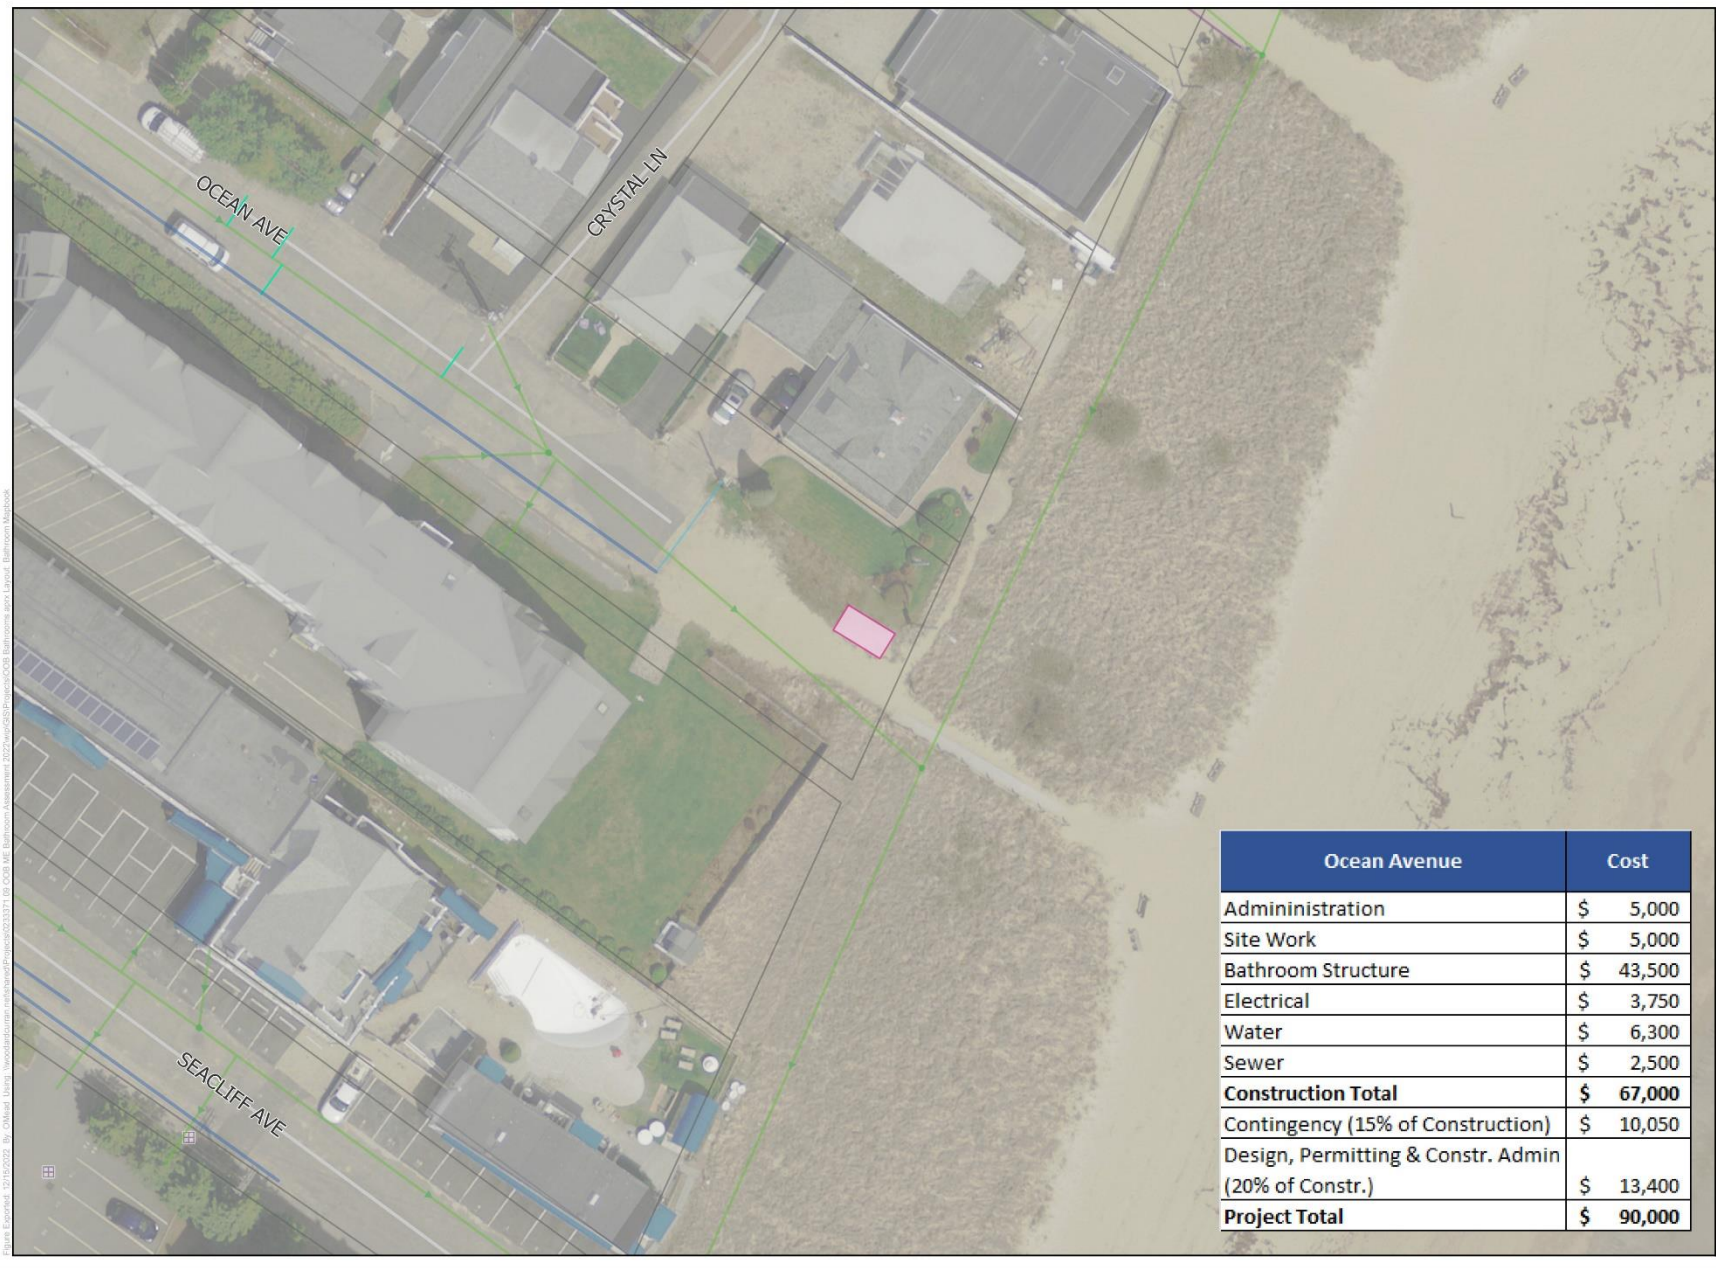 OCEAN AVE
CRYSTAL LN
SEACLIFF AVE
Ocean Avenue Cost
Admininistration $ 5,000
Site Work $ 5,000
Bathroom Structure $ 43,500
Electrical $ 3,750
Water $ 6,300
Sewer $ 2,500
Construction Total $ 67,000
Contingency (15% of Construction) $ 10,050
Design, Permitting & Constr. Admin
(20% of Constr.) $ 13,400
Project Total $ 90,000